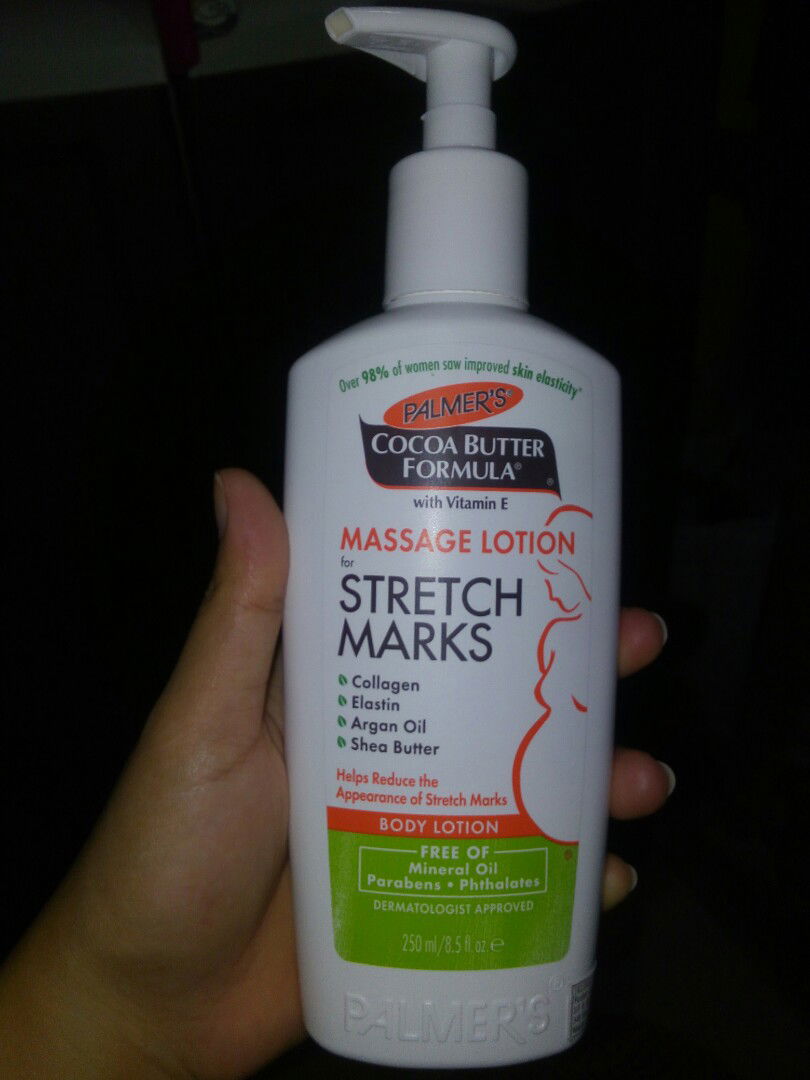 Over 98% of women saw improved skin elasticity*
PALMER'S®
COCOA BUTTER
FORMULA®
®
with Vitamin E
MASSAGE LOTION
for
STRETCH
MARKS
Collagen
Elastin
Argan Oil
Shea Butter
Helps Reduce the
Appearance of Stretch Marks
BODY LOTION
FREE OF
Mineral Oil
Parabens • Phthalates
DERMATOLOGIST APPROVED
250 ml/8.5 fl. oz ℮
PALMER'S®